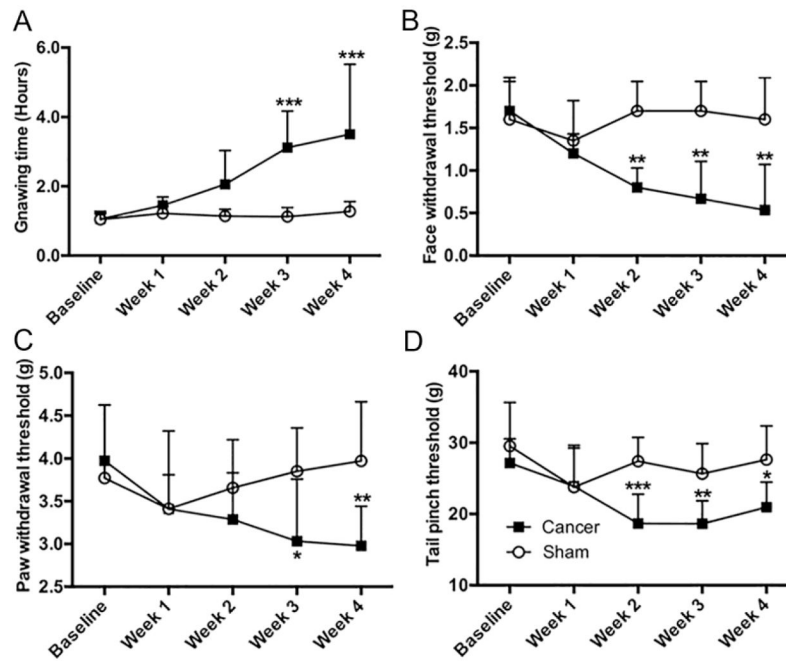 A
Gnawing time (Hours)
6.0
4.0
2.0
0.0
***
***
Baseline
Week 1
Week 2
Week 3
Week 4
B
Face withdrawal threshold (g)
2.5
2.0
1.5
1.0
0.5
0.0
**
**
**
Baseline
Week 1
Week 2
Week 3
Week 4
C
Paw withdrawal threshold (g)
5.0
4.5
4.0
3.5
3.0
2.5
*
**
Baseline
Week 1
Week 2
Week 3
Week 4
D
Tail pinch threshold (g)
40
30
20
10
***
**
*
Cancer
Sham
Baseline
Week 1
Week 2
Week 3
Week 4